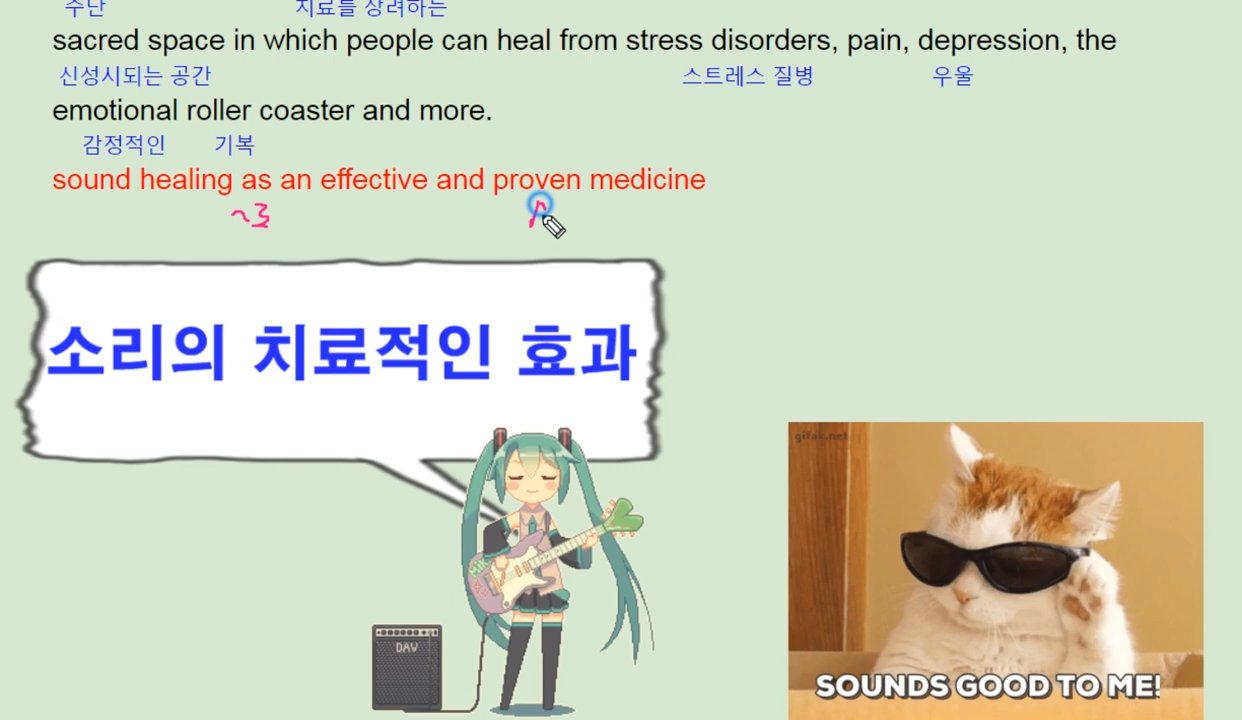 수단 치료를 장려하는
sacred space in which people can heal from stress disorders, pain, depression, the
신성시되는 공간 스트레스 질병 우울
emotional roller coaster and more.
감정적인 기복
sound healing as an effective and proven medicine
~로
소리의 치료적인 효과
gifak.net
DAV
SOUNDS GOOD TO ME!